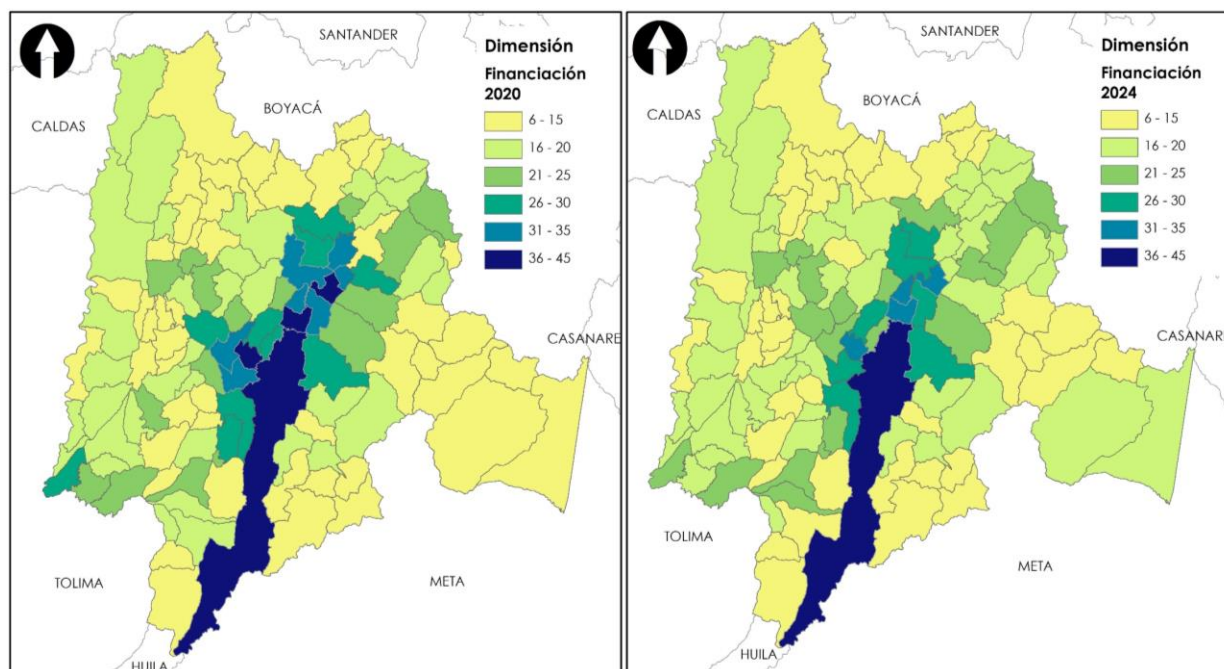 SANTANDER
Dimensión
Financiación
2020
6 - 15
16 - 20
21 - 25
26 - 30
31 - 35
36 - 45
BOYACÁ
CALDAS
CASANARE
TOLIMA
META
HUILA
SANTANDER
Dimensión
Financiación
2024
6 - 15
16 - 20
21 - 25
26 - 30
31 - 35
36 - 45
BOYACÁ
CALDAS
CASANARE
TOLIMA
META
HUILA